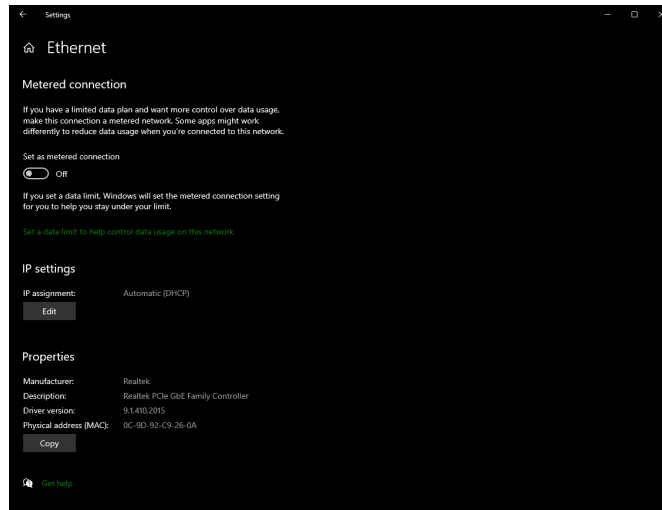 Settings
Ethernet
Metered connection
If you have a limited data plan and want more control over data usage,
make this connection a metered network. Some apps might work
differently to reduce data usage when you're connected to this network.
Set as metered connection
Off
If you set a data limit, Windows will set the metered connection setting
for you to help you stay under your limit.
Set a data limit to help control data usage on this network
IP settings
IP assignment: Automatic (DHCP)
Edit
Properties
Manufacturer: Realtek
Description: Realtek PCIe GbE Family Controller
Driver version: 9.1.410.2015
Physical address (MAC): 0C-9D-92-C9-26-0A
Copy
Get help